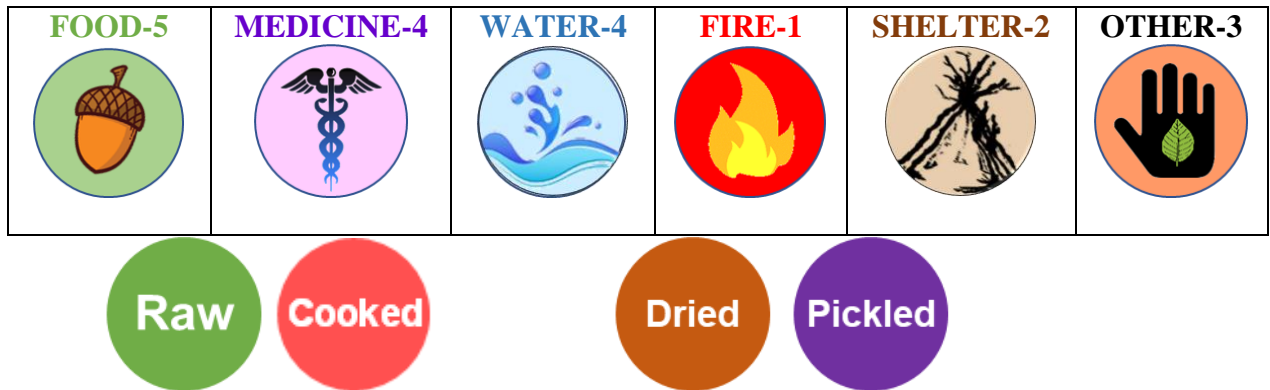 FOOD-5 MEDICINE-4 WATER-4 FIRE-1 SHELTER-2 OTHER-3
Raw Cooked Dried Pickled